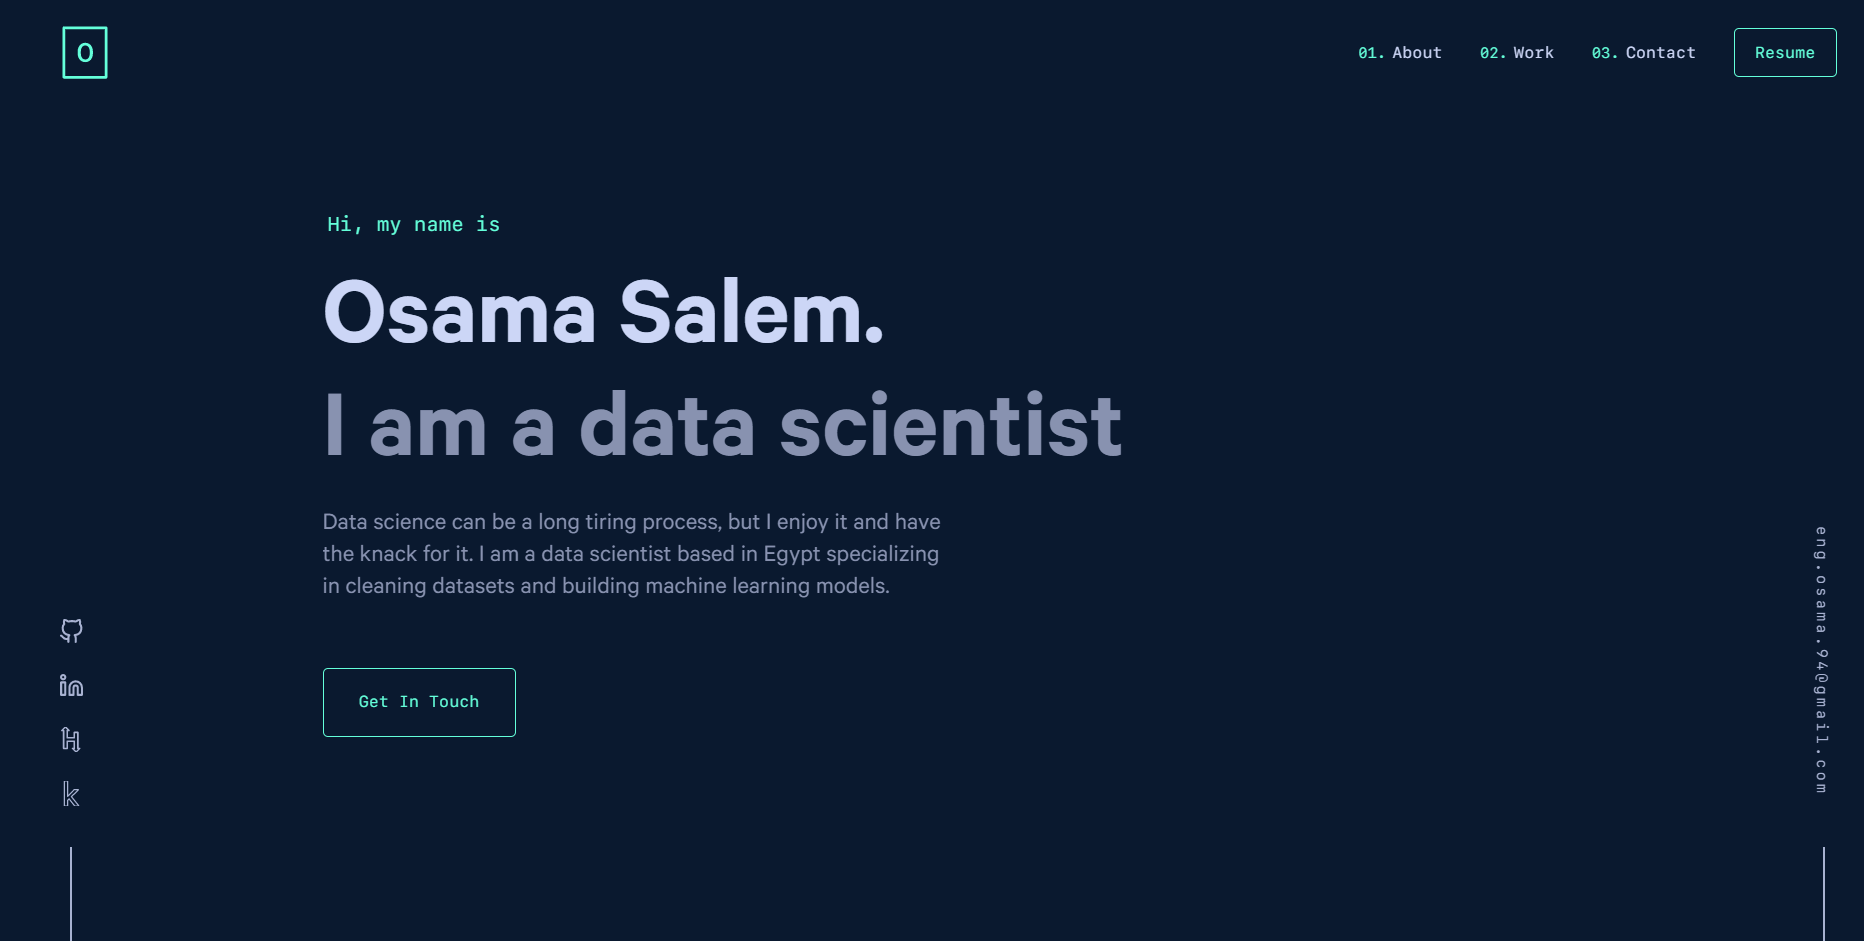 O
01. About
02. Work
03. Contact
Resume
Hi, my name is
Osama Salem.
I am a data scientist
Data science can be a long tiring process, but I enjoy it and have
the knack for it. I am a data scientist based in Egypt specializing
in cleaning datasets and building machine learning models.
Get In Touch
in
H
k
eng.osama.94@gmail.com